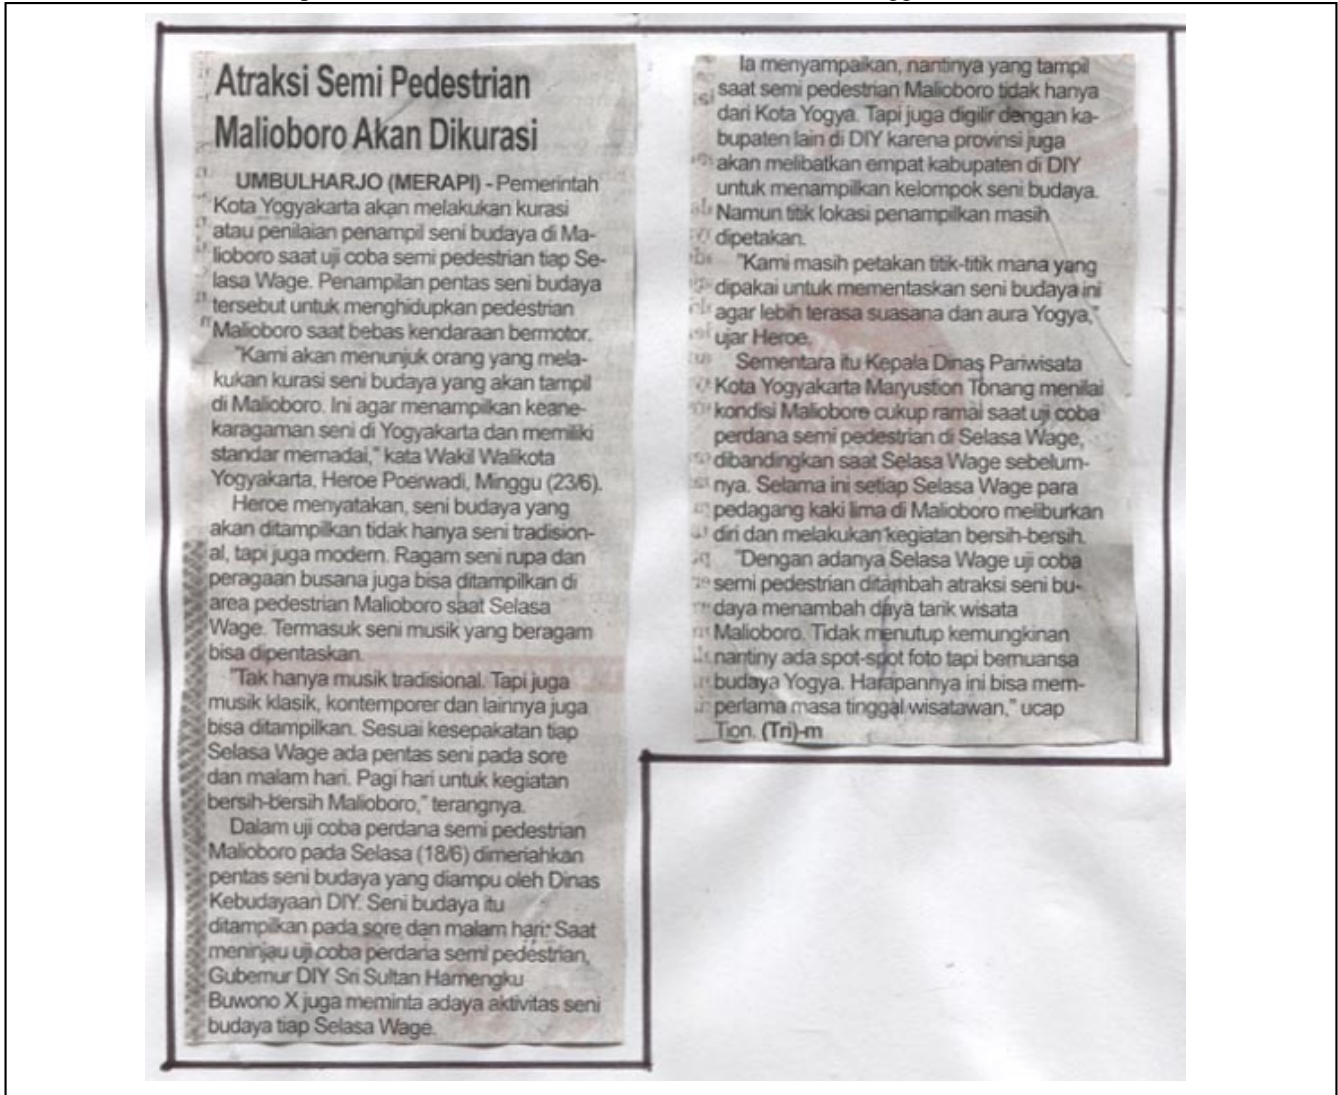 Atraksi Semi Pedestrian
Malioboro Akan Dikurasi
UMBULHARJO (MERAPI) - Pemerintah
Kota Yogyakarta akan melakukan kurasi
atau penilaian penampil seni budaya di Ma-
lioboro saat uji coba semi pedestrian tiap Se-
lasa Wage. Penampilan pentas seni budaya
tersebut untuk menghidupkan pedestrian
Malioboro saat bebas kendaraan bermotor.
"Kami akan menunjuk orang yang mela-
kukan kurasi seni budaya yang akan tampil
di Malioboro. Ini agar menampilkan keane-
karagaman seni di Yogyakarta dan memiliki
standar memadai," kata Wakil Walikota
Yogyakarta, Heroe Poerwadi, Minggu (23/6).
Heroe menyatakan, seni budaya yang
akan ditampilkan tidak hanya seni tradision-
al, tapi juga modern. Ragam seni rupa dan
peragaan busana juga bisa ditampilkan di
area pedestrian Malioboro saat Selasa
Wage. Termasuk seni musik yang beragam
bisa dipentaskan.
"Tak hanya musik tradisional. Tapi juga
musik klasik, kontemporer dan lainnya juga
bisa ditampilkan. Sesuai kesepakatan tiap
Selasa Wage ada pentas seni pada sore
dan malam hari. Pagi hari untuk kegiatan
bersih-bersih Malioboro," terangnya.
Dalam uji coba perdana semi pedestrian
Malioboro pada Selasa (18/6) dimeriahkan
pentas seni budaya yang diampu oleh Dinas
Kebudayaan DIY. Seni budaya itu
ditampilkan pada sore dan malam hari. Saat
meninjau uji coba perdana semi pedestrian,
Gubernur DIY Sri Sultan Hamengku
Buwono X juga meminta adaya aktivitas seni
budaya tiap Selasa Wage.
Ia menyampaikan, nantinya yang tampil
saat semi pedestrian Malioboro tidak hanya
dari Kota Yogya. Tapi juga digilir dengan ka-
bupaten lain di DIY karena provinsi juga
akan melibatkan empat kabupaten di DIY
untuk menampilkan kelompok seni budaya.
Namun titik lokasi penampilkan masih
dipetakan.
"Kami masih petakan titik-titik mana yang
dipakai untuk mementaskan seni budaya ini
agar lebih terasa suasana dan aura Yogya,"
ujar Heroe.
Sementara itu Kepala Dinas Pariwisata
Kota Yogyakarta Maryustion Tonang menilai
kondisi Malioboro cukup ramai saat uji coba
perdana semi pedestrian di Selasa Wage,
dibandingkan saat Selasa Wage sebelum-
nya. Selama ini setiap Selasa Wage para
pedagang kaki lima di Malioboro meliburkan
diri dan melakukan kegiatan bersih-bersih.
"Dengan adanya Selasa Wage uji coba
semi pedestrian ditambah atraksi seni bu-
daya menambah daya tarik wisata
Malioboro. Tidak menutup kemungkinan
nantiny ada spot-spot foto tapi bernuansa
budaya Yogya. Harapannya ini bisa mem-
perlama masa tinggal wisatawan," ucap
Tion. (Tri)-m